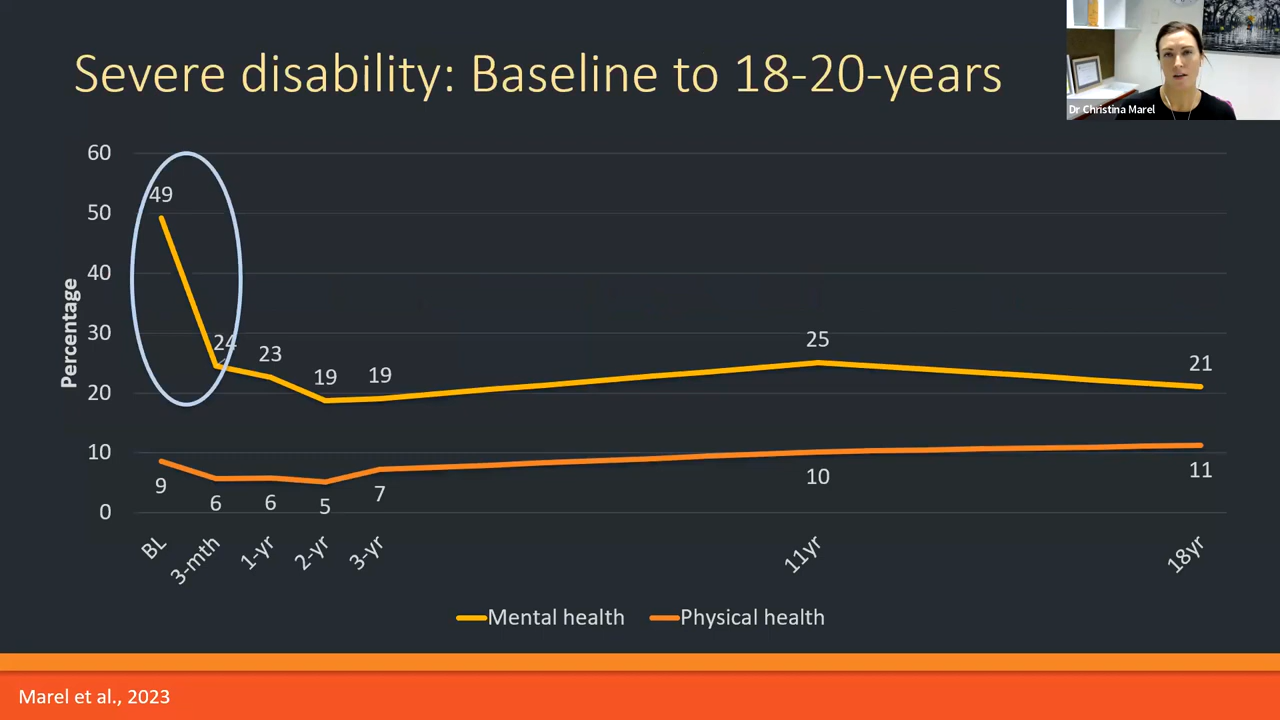 Severe disability: Baseline to 18-20-years
Dr Christina Marel
Percentage
60
50
40
30
20
10
0
49
24
23
19
19
25
21
9
6
6
5
7
10
11
BL
3-mth
1-yr
2-yr
3-yr
11yr
18yr
Mental health
Physical health
Marel et al., 2023